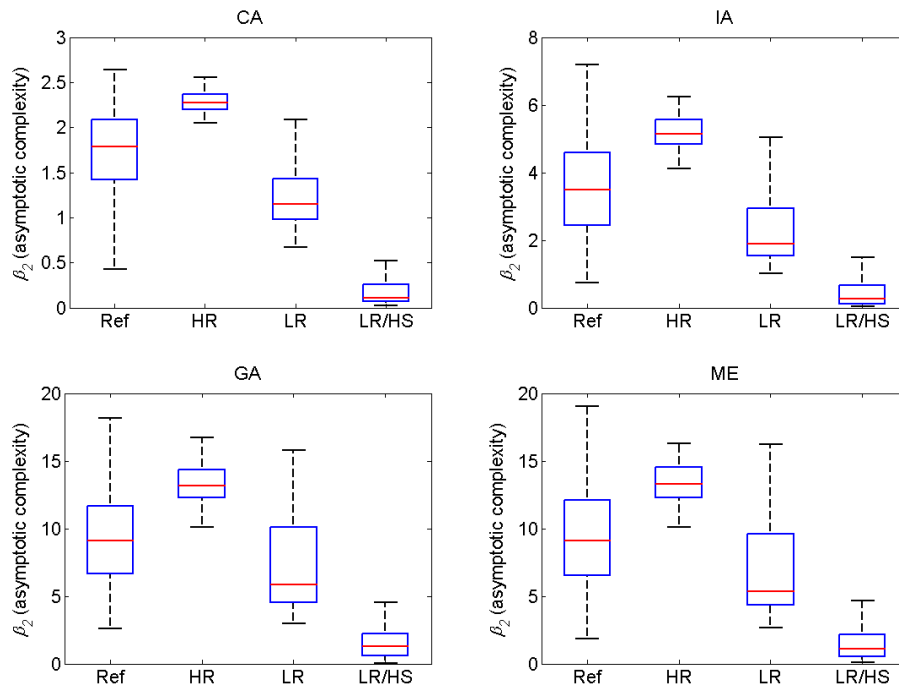 CA
β2 (asymptotic complexity)
3
2.5
2
1.5
1
0.5
0
Ref HR LR LR/HS
IA
β2 (asymptotic complexity)
8
6
4
2
0
Ref HR LR LR/HS
GA
β2 (asymptotic complexity)
20
15
10
5
0
Ref HR LR LR/HS
ME
β2 (asymptotic complexity)
20
15
10
5
0
Ref HR LR LR/HS